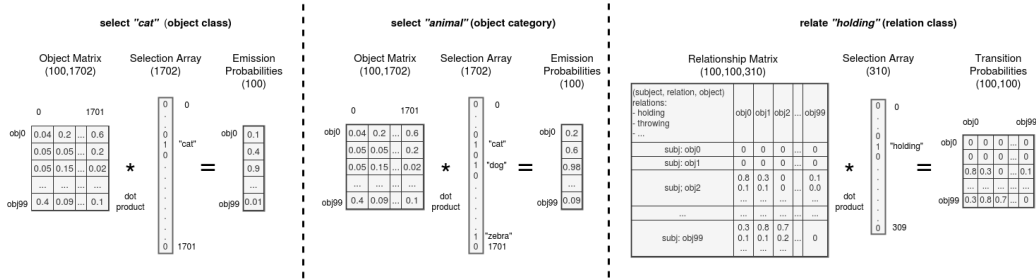 select "cat" (object class)
Object Matrix
(100,1702)
Selection Array
(1702)
Emission
Probabilities
(100)
0 1701
obj0 0.04 0.2 ... 0.6
0.05 0.05 ... 0.2
0.05 0.15 ... 0.02
... ... ... ...
obj99 0.4 0.09 ... 0.1
*
dot
product
0 0
.
.
0
1 "cat"
0
.
.
.
.
.
.
.
0 1701
=
obj0 0.1
0.4
0.9
...
obj99 0.01
select "animal" (object category)
Object Matrix
(100,1702)
Selection Array
(1702)
Emission
Probabilities
(100)
0 1701
obj0 0.04 0.2 ... 0.6
0.05 0.05 ... 0.2
0.05 0.15 ... 0.02
... ... ... ...
obj99 0.4 0.09 ... 0.1
*
dot
product
0 0
.
.
0
1 "cat"
0
1 "dog"
.
.
.
.
.
1 "zebra"
0 1701
=
obj0 0.2
0.6
0.98
...
obj99 0.09
relate "holding" (relation class)
Relationship Matrix
(100,100,310)
Selection Array
(310)
Transition
Probabilities
(100,100)
(subject, relation, object)
relations:
- holding
- throwing
- ...
obj0 obj1 obj2 ... obj99
subj: obj0 0 0 0 ... 0
subj: obj1 0 0 0 ... 0
subj; obj2
0.8 0.3 0 ... 0.1
0.1 0.1 0 0.0
... ... ... ...
... ... ... ... ... ...
subj: obj99
0.3 0.8 0.7 ... 0
0.1 0.1 0.2
... ... ...
*
dot
product
0 0
.
.
0
1 "holding"
0
.
.
.
.
.
0 309
=
obj0 obj99
obj0 0 0 0 ... 0
0 0 0 ... 0
0.8 0.3 0 ... 0.1
... ... ... ... ...
obj99 0.3 0.8 0.7 ... 0